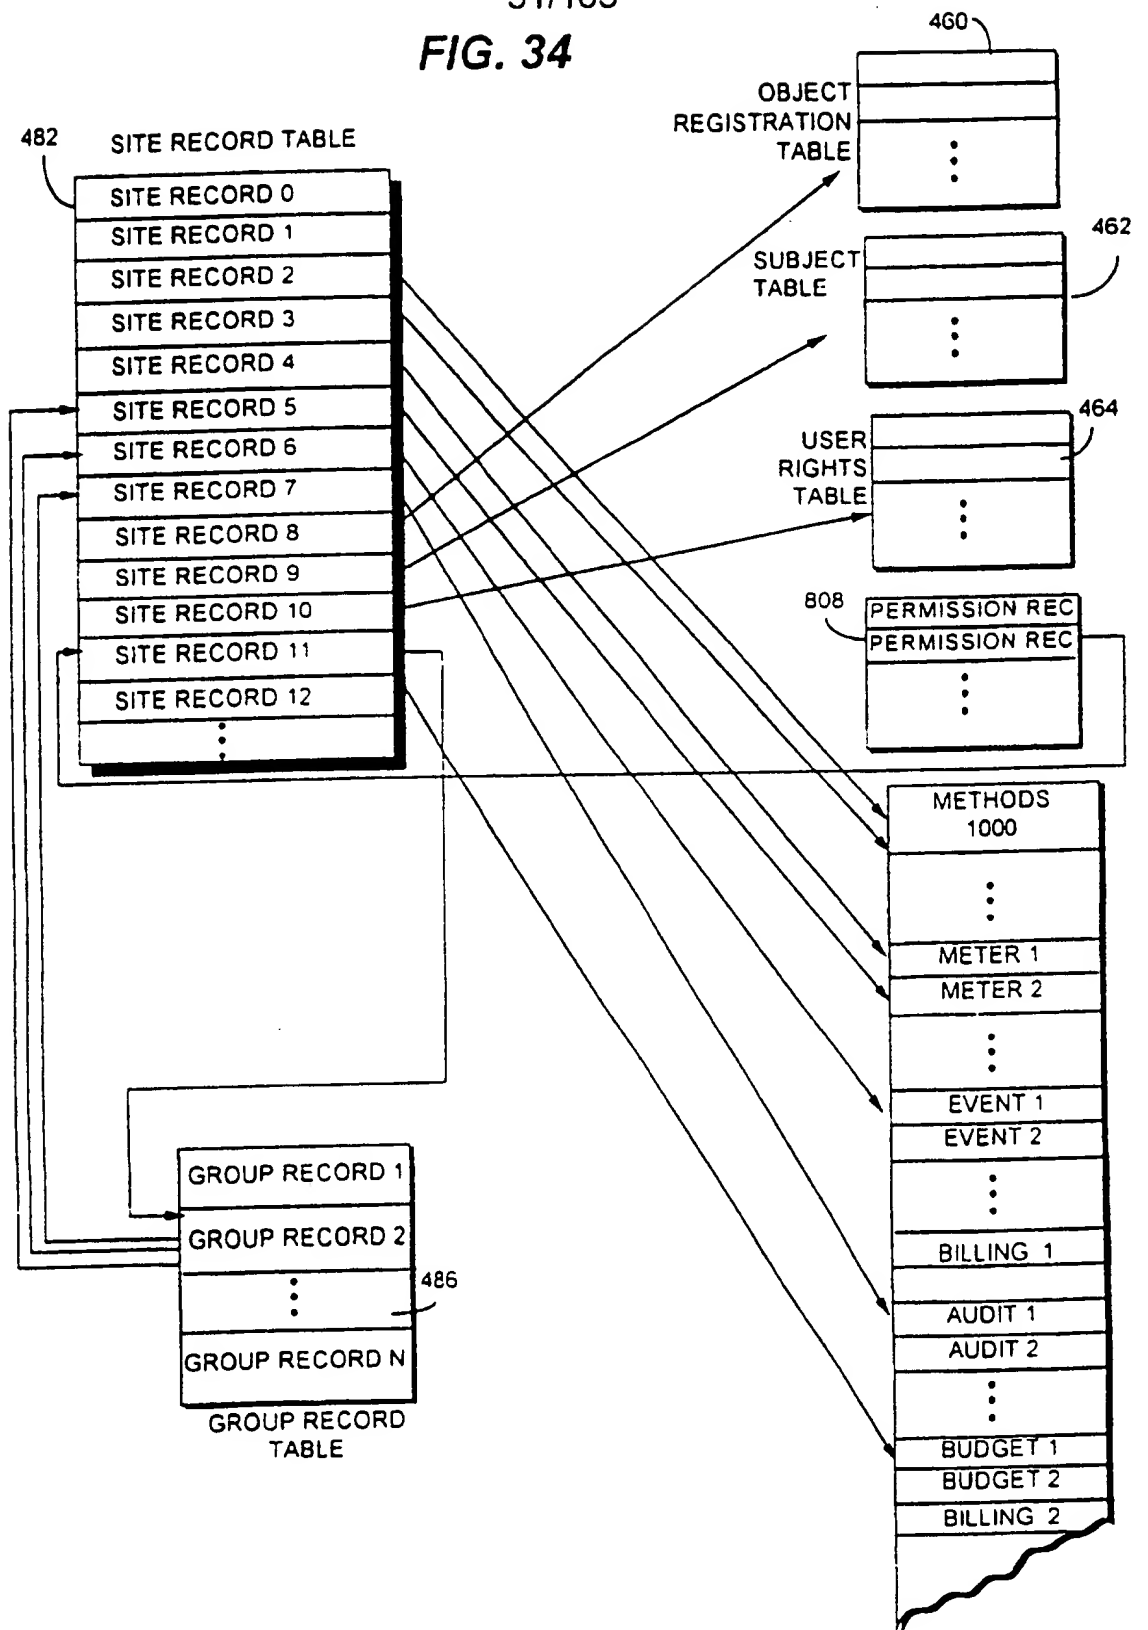 FIG. 34
482
SITE RECORD TABLE
SITE RECORD 0
SITE RECORD 1
SITE RECORD 2
SITE RECORD 3
SITE RECORD 4
SITE RECORD 5
SITE RECORD 6
SITE RECORD 7
SITE RECORD 8
SITE RECORD 9
SITE RECORD 10
SITE RECORD 11
SITE RECORD 12
460
OBJECT
REGISTRATION
TABLE
462
SUBJECT
TABLE
464
USER
RIGHTS
TABLE
808
PERMISSION REC
PERMISSION REC
METHODS
1000
METER 1
METER 2
EVENT 1
EVENT 2
BILLING 1
AUDIT 1
AUDIT 2
BUDGET 1
BUDGET 2
BILLING 2
GROUP RECORD 1
GROUP RECORD 2
486
GROUP RECORD N
GROUP RECORD
TABLE